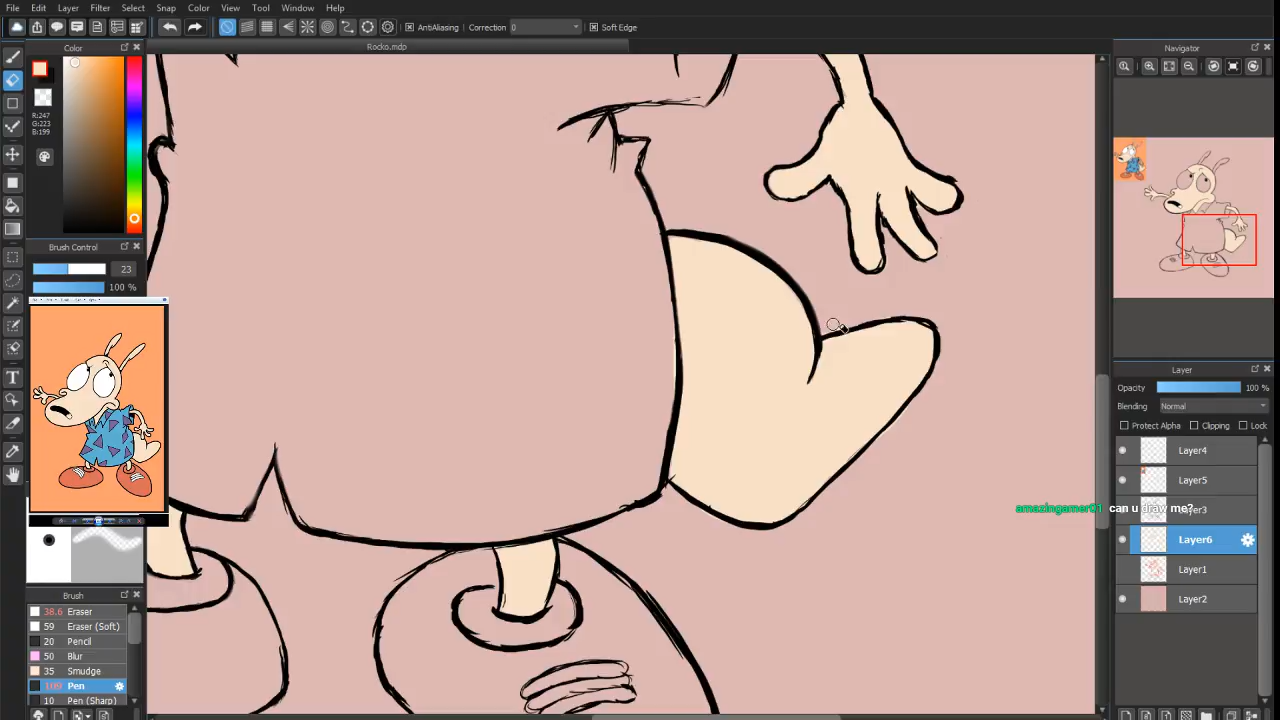 File Edit Layer Filter Select Snap Color View Tool Window Help
AntiAliasing Correction 0 Soft Edge
Color
Rocko.mdp
Navigator
R:247
G:223
B:199
Brush Control
23
100 %
Layer
Opacity 100 %
Blending Normal
Protect Alpha Clipping Lock
Layer4
Layer5
amazingamer01 can u draw me?
Layer6
Layer1
Layer2
Brush
38.6 Eraser
59 Eraser (Soft)
20 Pencil
50 Blur
35 Smudge
109 Pen
10 Pen (Sharp)